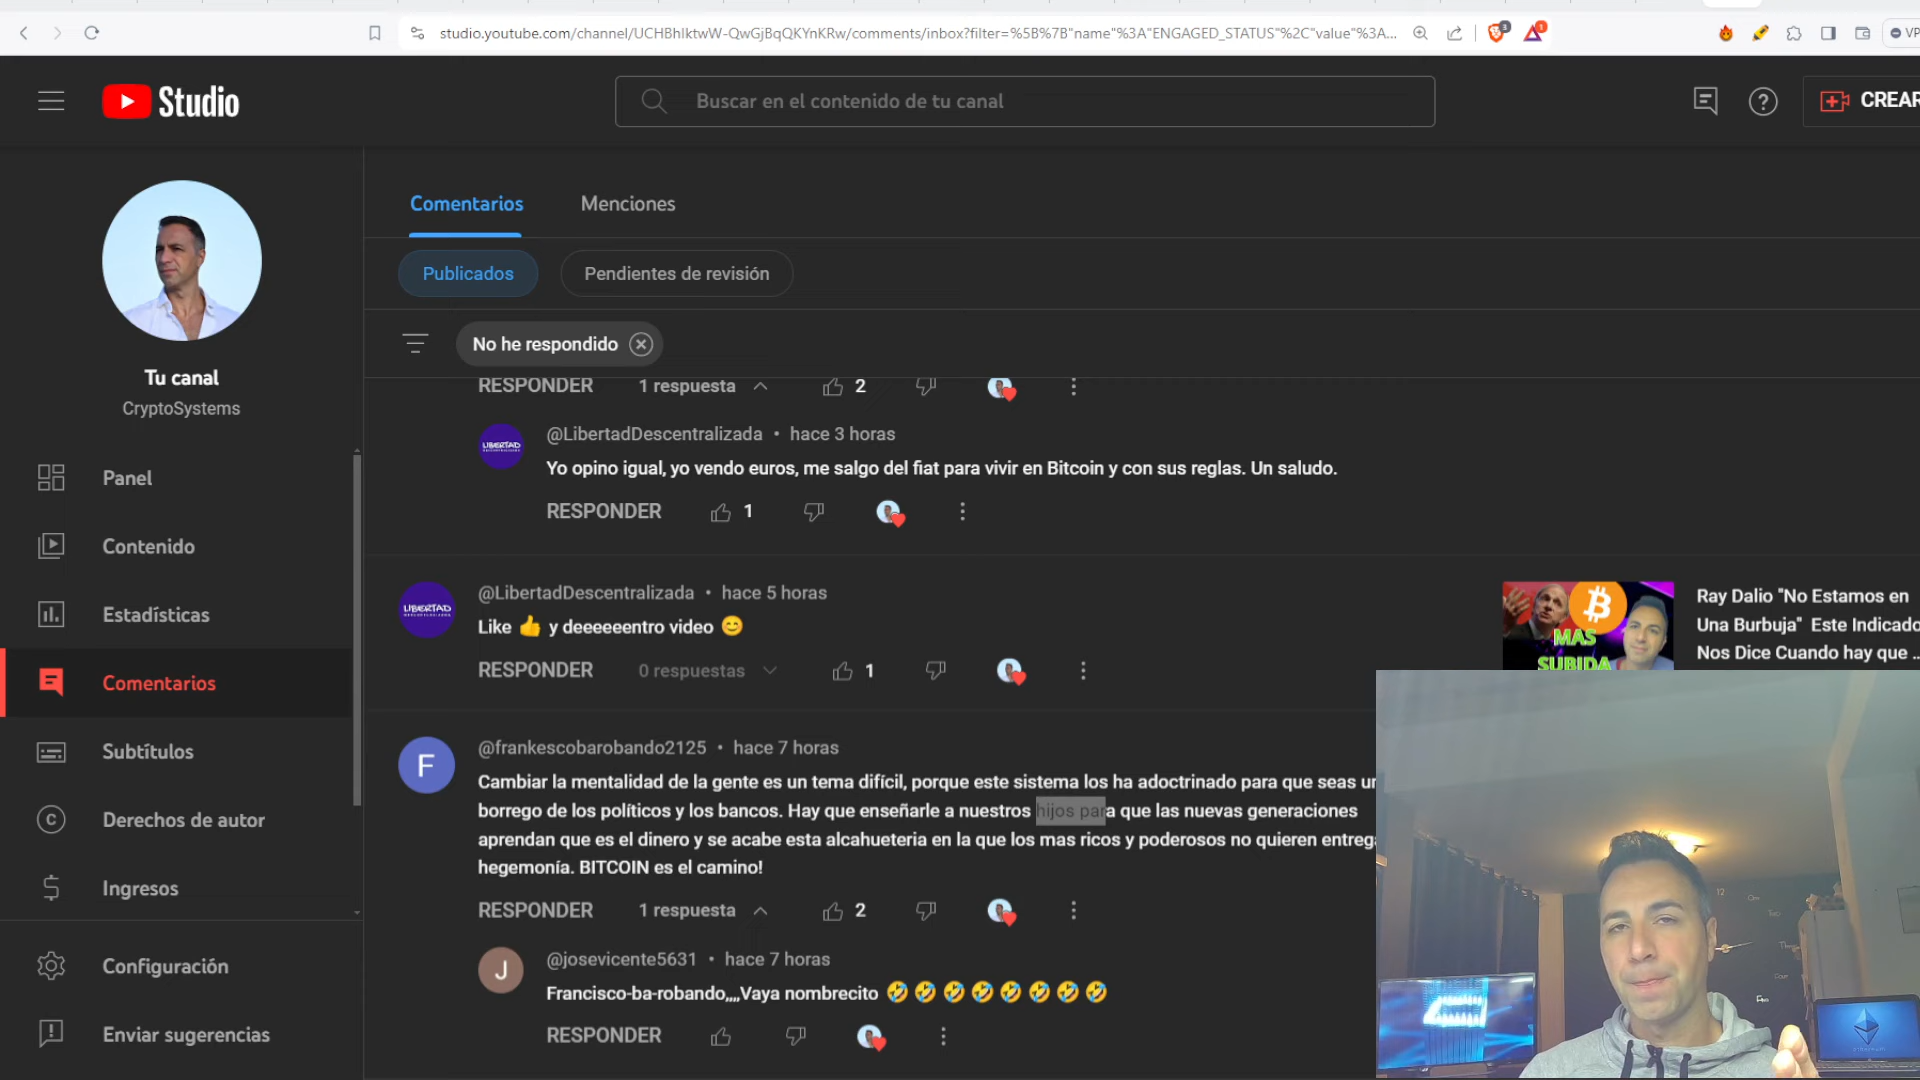 studio.youtube.com/channel/UCHBhIktwW-QwGjBqQKYnKRw/comments/inbox?filter=%5B%7B"name"%3A"ENGAGED_STATUS"%2C"value"%3A...
3
1
VP
Studio
Buscar en el contenido de tu canal
?
CREAR
Tu canal
CryptoSystems
Panel
Contenido
Estadísticas
Comentarios
Subtítulos
Derechos de autor
Ingresos
Configuración
Enviar sugerencias
Comentarios
Menciones
Publicados
Pendientes de revisión
No he respondido
RESPONDER 1 respuesta 2
LIBERTAD
@LibertadDescentralizada • hace 3 horas
Yo opino igual, yo vendo euros, me salgo del fiat para vivir en Bitcoin y con sus reglas. Un saludo.
RESPONDER 1
LIBERTAD
@LibertadDescentralizada • hace 5 horas
Like 👍 y deeeeeentro video 😊
RESPONDER 0 respuestas 1
MAS
SUBIDA
Ray Dalio "No Estamos en
Una Burbuja" Este Indicado
Nos Dice Cuando hay que ...
F
@frankescobarobando2125 • hace 7 horas
Cambiar la mentalidad de la gente es un tema difícil, porque este sistema los ha adoctrinado para que seas un
borrego de los políticos y los bancos. Hay que enseñarle a nuestros hijos para que las nuevas generaciones
aprendan que es el dinero y se acabe esta alcahueteria en la que los mas ricos y poderosos no quieren entrega
hegemonía. BITCOIN es el camino!
RESPONDER 1 respuesta 2
J
@josevicente5631 • hace 7 horas
Francisco-ba-robando,,,,Vaya nombrecito 🤣🤣🤣🤣🤣🤣🤣🤣
RESPONDER